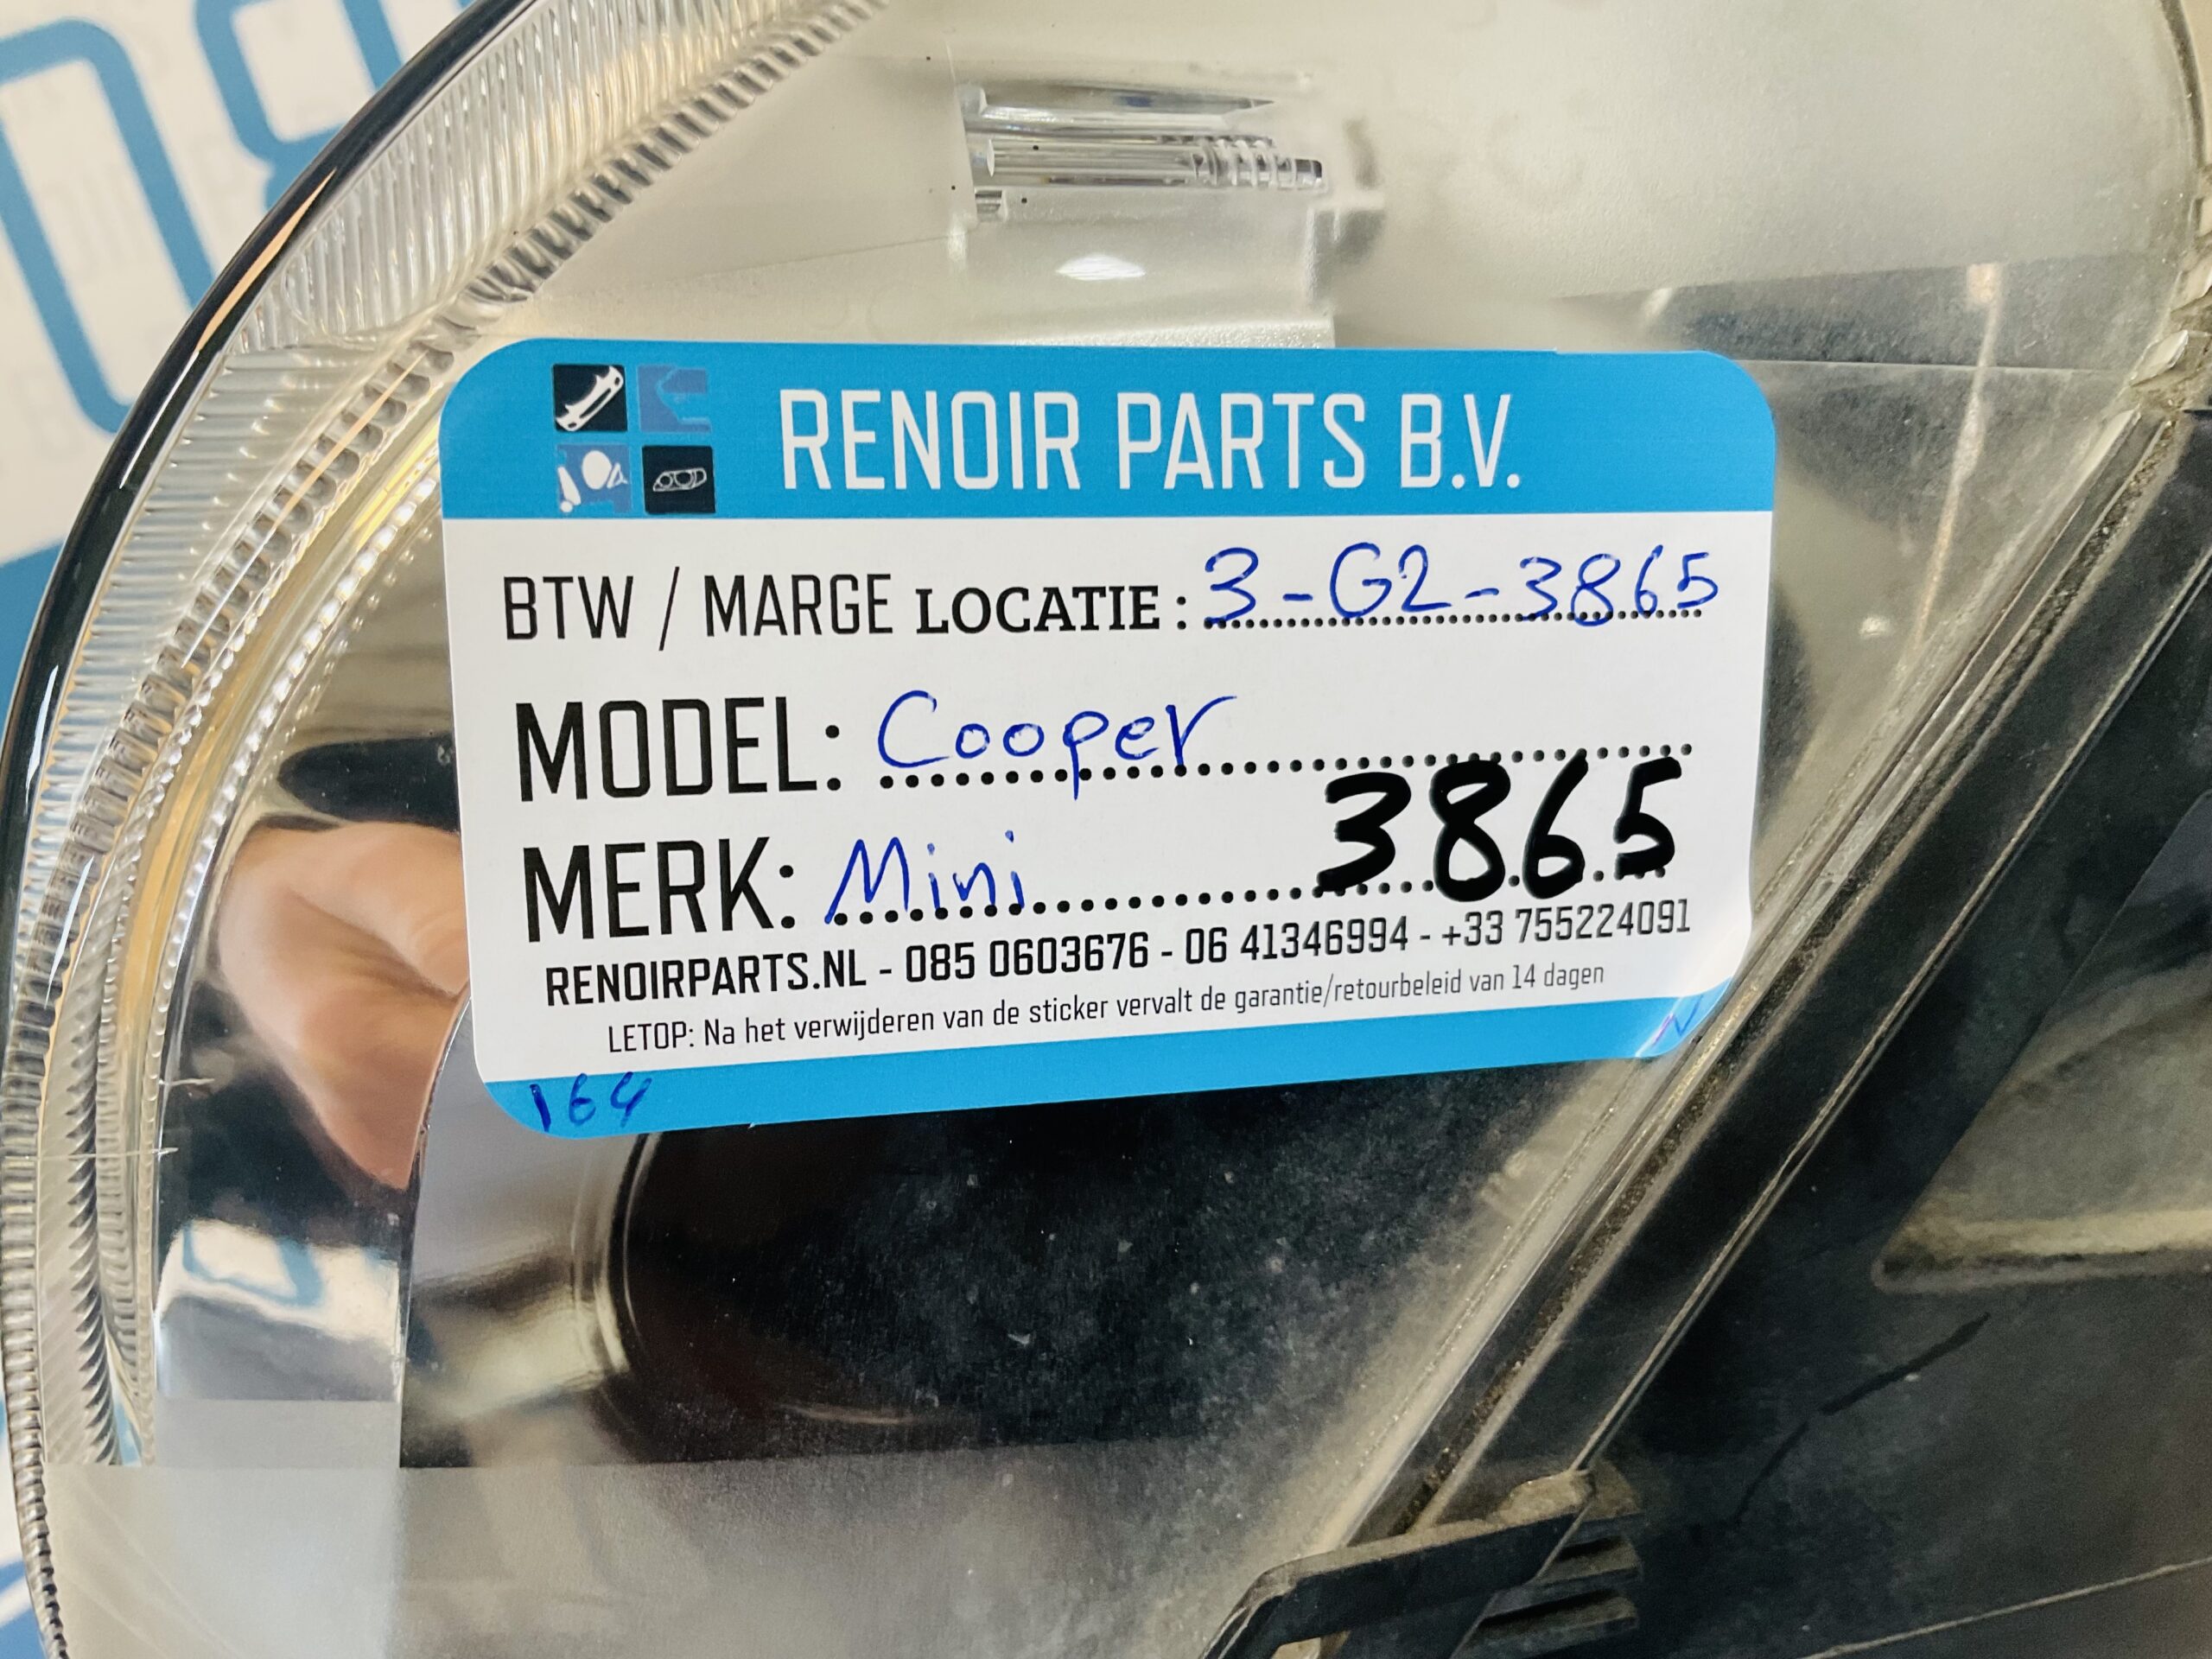 RENOIR PARTS B.V.
BTW / MARGE LOCATIE : 3-G2-3865
MODEL: Cooper
MERK: Mini
3865
RENOIRPARTS.NL - 085 0603676 - 06 41346994 - +33 755224091
LETOP: Na het verwijderen van de sticker vervalt de garantie/retourbeleid van 14 dagen
N
164